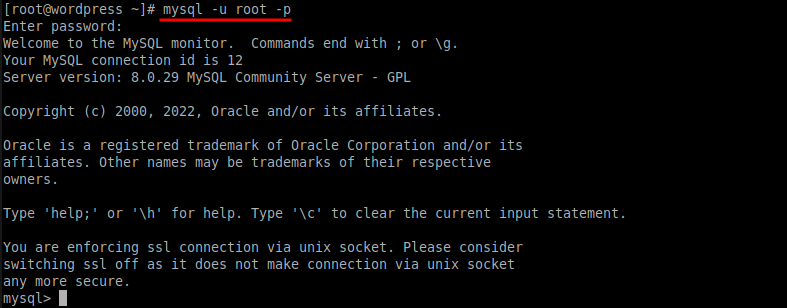 [root@wordpress ~]# mysql -u root -p
Enter password:
Welcome to the MySQL monitor.  Commands end with ; or \g.
Your MySQL connection id is 12
Server version: 8.0.29 MySQL Community Server - GPL

Copyright (c) 2000, 2022, Oracle and/or its affiliates.

Oracle is a registered trademark of Oracle Corporation and/or its
affiliates. Other names may be trademarks of their respective
owners.

Type 'help;' or '\h' for help. Type '\c' to clear the current input statement.

You are enforcing ssl connection via unix socket. Please consider
switching ssl off as it does not make connection via unix socket
any more secure.
mysql>